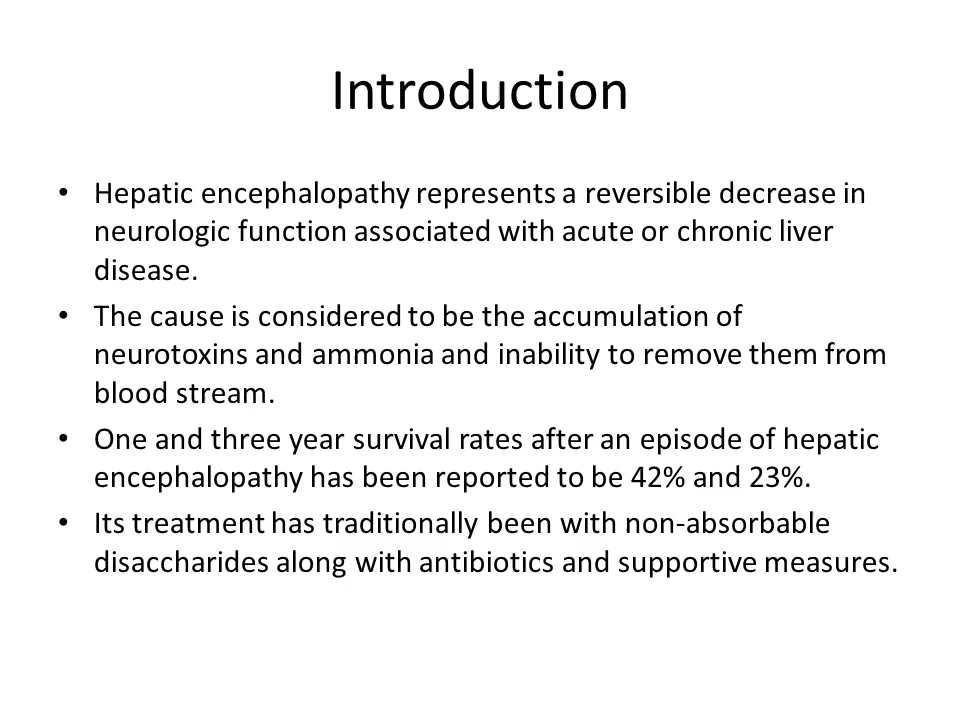 Introduction
• Hepatic encephalopathy represents a reversible decrease in
neurologic function associated with acute or chronic liver
disease.
• The cause is considered to be the accumulation of
neurotoxins and ammonia and inability to remove them from
blood stream.
• One and three year survival rates after an episode of hepatic
encephalopathy has been reported to be 42% and 23%.
• Its treatment has traditionally been with non-absorbable
disaccharides along with antibiotics and supportive measures.